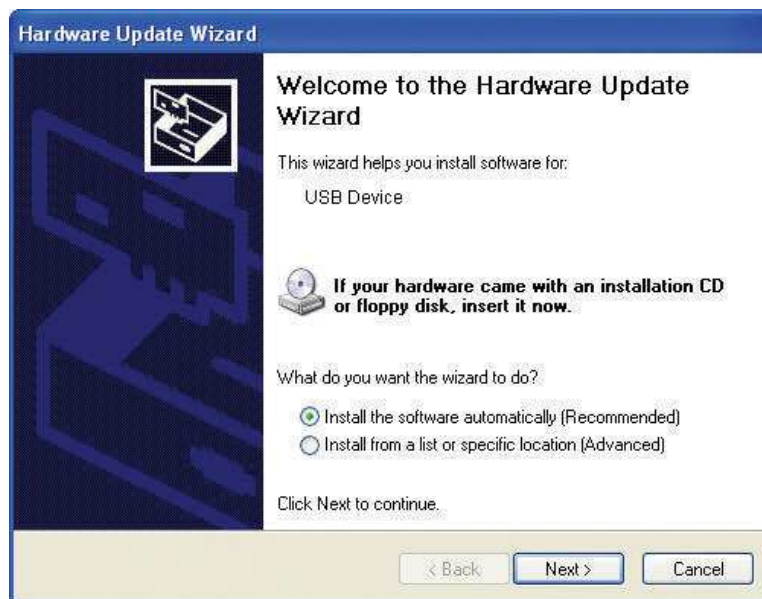 Hardware Update Wizard
Welcome to the Hardware Update
Wizard
This wizard helps you install software for:
USB Device
If your hardware came with an installation CD
or floppy disk, insert it now.
What do you want the wizard to do?
Install the software automatically (Recommended)
Install from a list or specific location (Advanced)
Click Next to continue.
< Back Next > Cancel